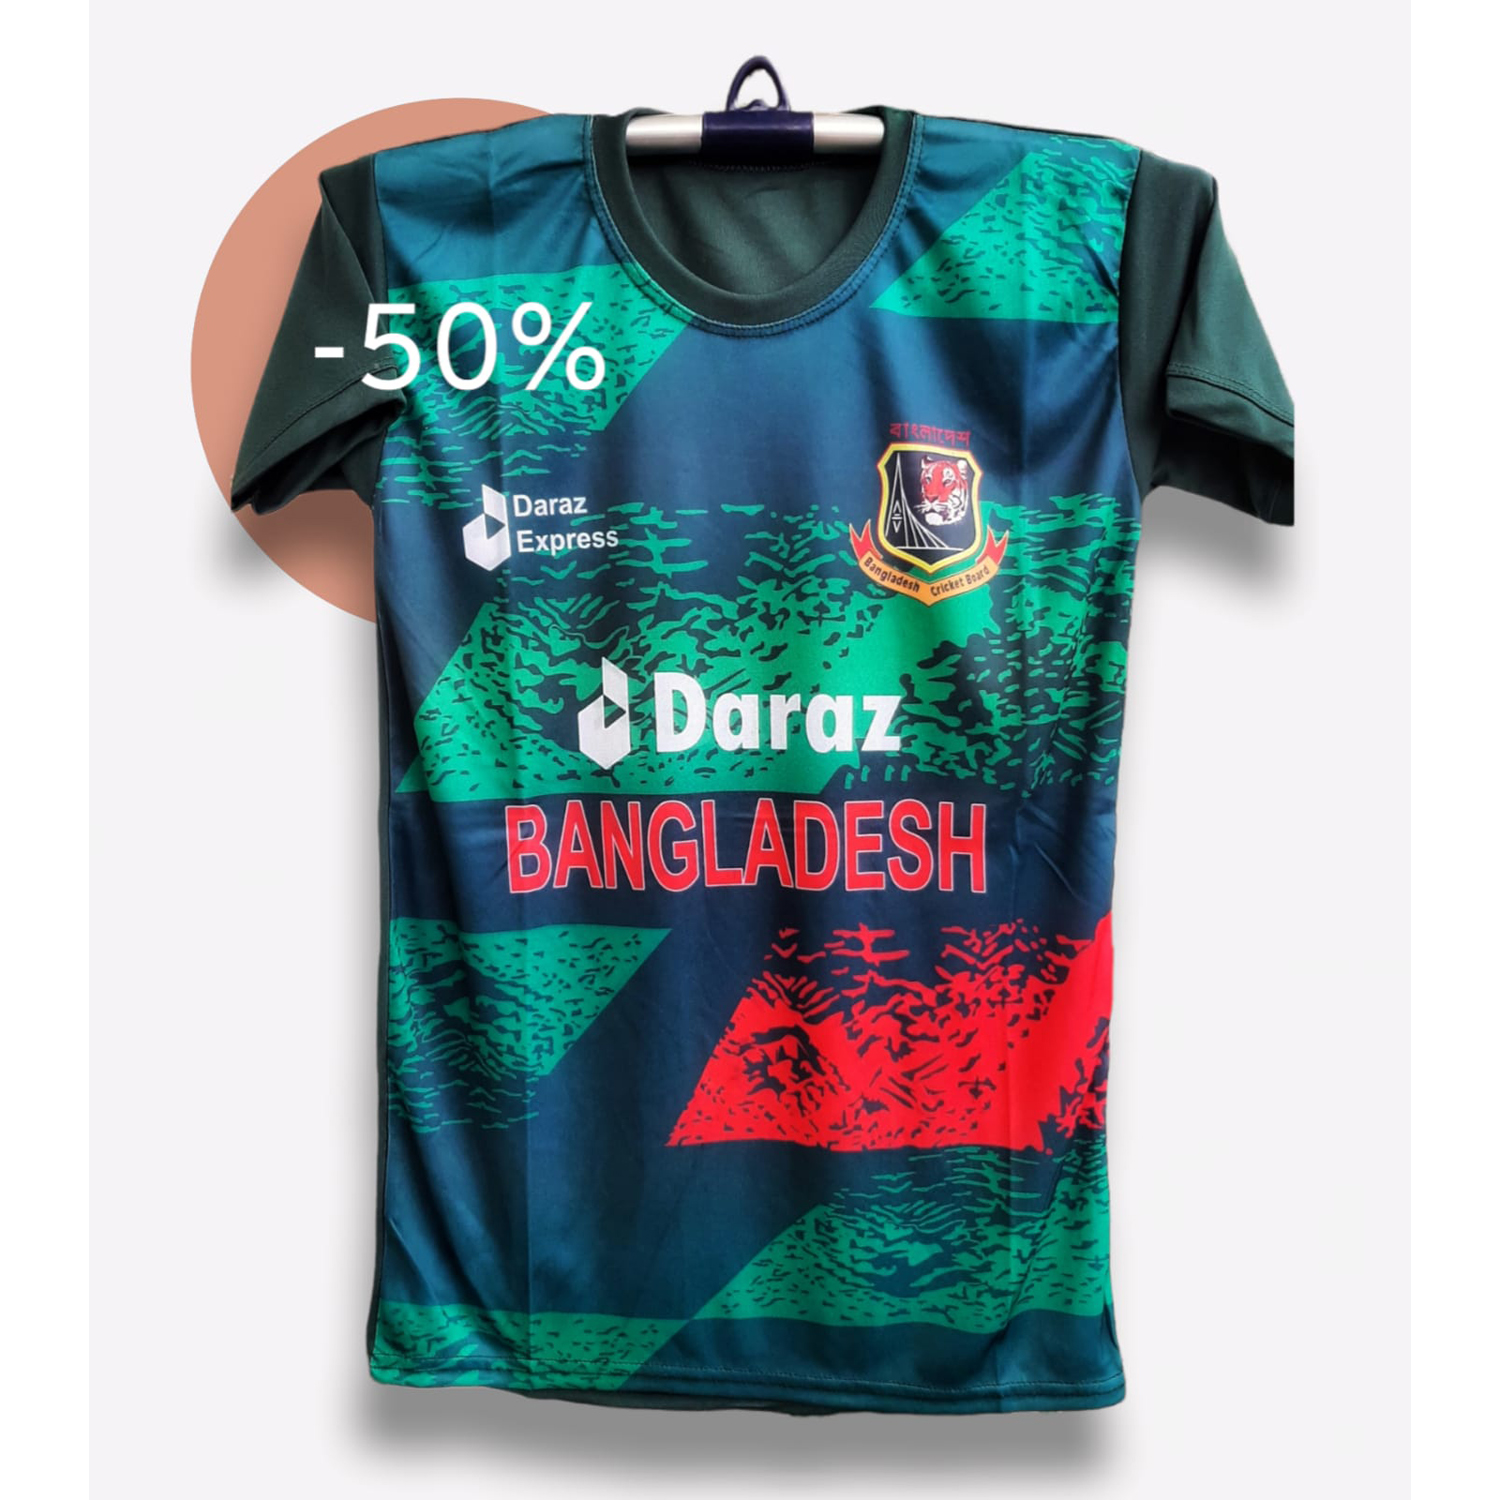 -50%
বাংলাদেশ
Daraz
Express
Bangladesh Cricket Board
Daraz
BANGLADESH